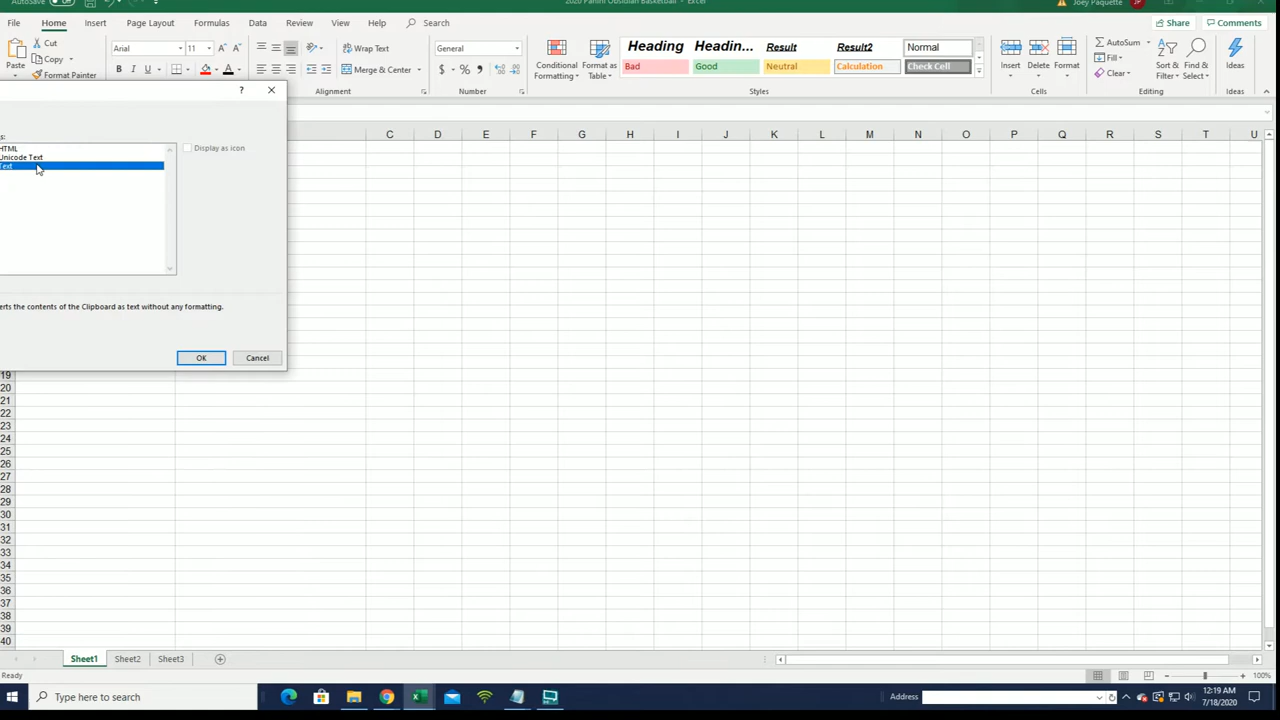 AutoSave Off 2020 Panini Obsidian Basketball - Excel Joey Paquette JP
File Home Insert Page Layout Formulas Data Review View Help Search Share Comments
Paste Cut Arial 11 A A Wrap Text General Conditional Formatting Format as Table Heading Headin... Result Result2 Normal Insert Delete Format AutoSum Sort & Filter Find & Select Ideas
Copy
Format Painter B I U A Merge & Center $ % , Bad Good Neutral Calculation Check Cell Fill
Clear
Alignment Number Styles Cells Editing Ideas
?
C D E F G H I J K L M N O P Q R S T U
s:
HTML
Unicode Text
Text
Display as icon
erts the contents of the Clipboard as text without any formatting.
OK Cancel
19
20
21
22
23
24
25
26
27
28
29
30
31
32
33
34
35
36
37
38
39
40
Sheet1 Sheet2 Sheet3
Ready 100%
Type here to search Address 12:19 AM
7/18/2020